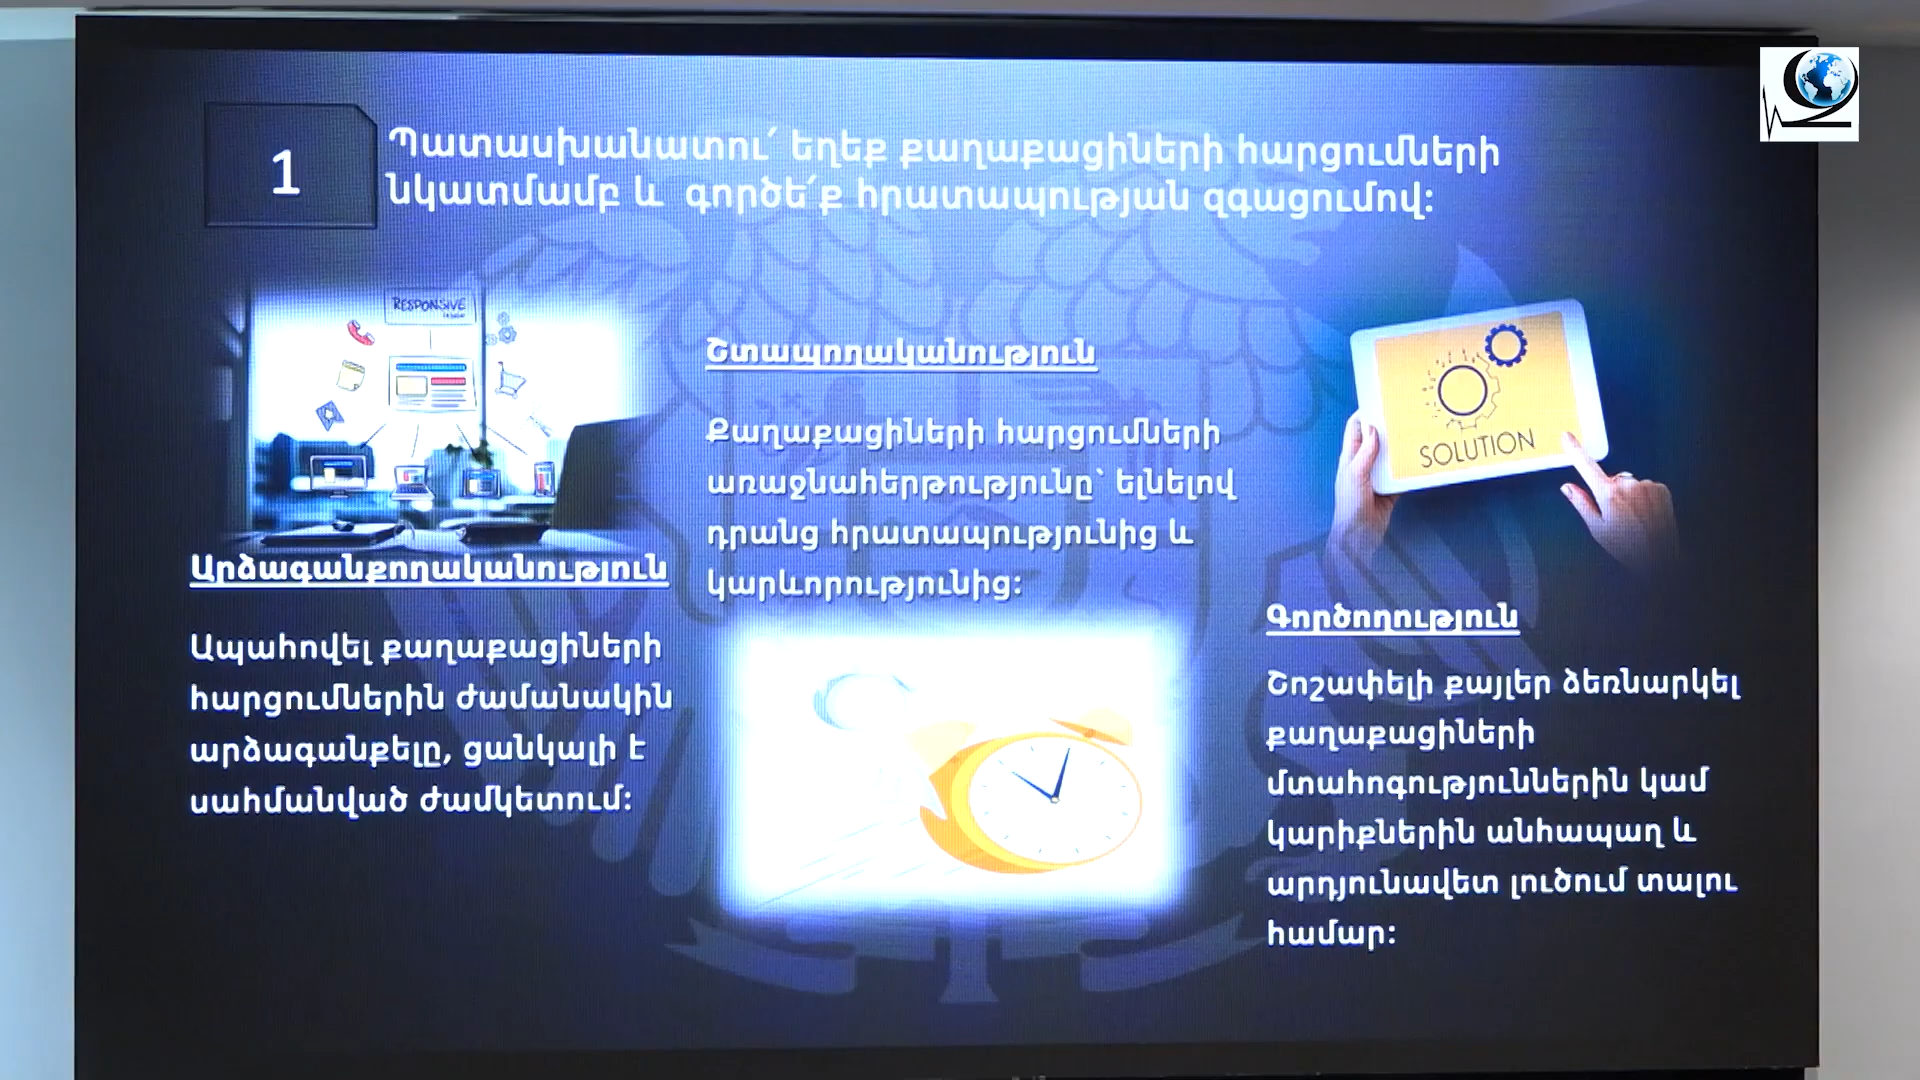 1
Պատասխանատու՛ եղեք քաղաքացիների հարցումների
նկատմամբ և գործե՛ք հրատապության զգացումով:
RESPONSIVE
Արձագանքողականություն
Ապահովել քաղաքացիների
հարցումներին ժամանակին
արձագանքելը, ցանկալի է
սահմանված ժամկետում:
Շտապողականություն
Քաղաքացիների հարցումների
առաջնահերթությունը՝ ելնելով
դրանց հրատապությունից և
կարևորությունից:
SOLUTION
Գործողություն
Շոշափելի քայլեր ձեռնարկել
քաղաքացիների
մտահոգություններին կամ
կարիքներին անհապաղ և
արդյունավետ լուծում տալու
համար: